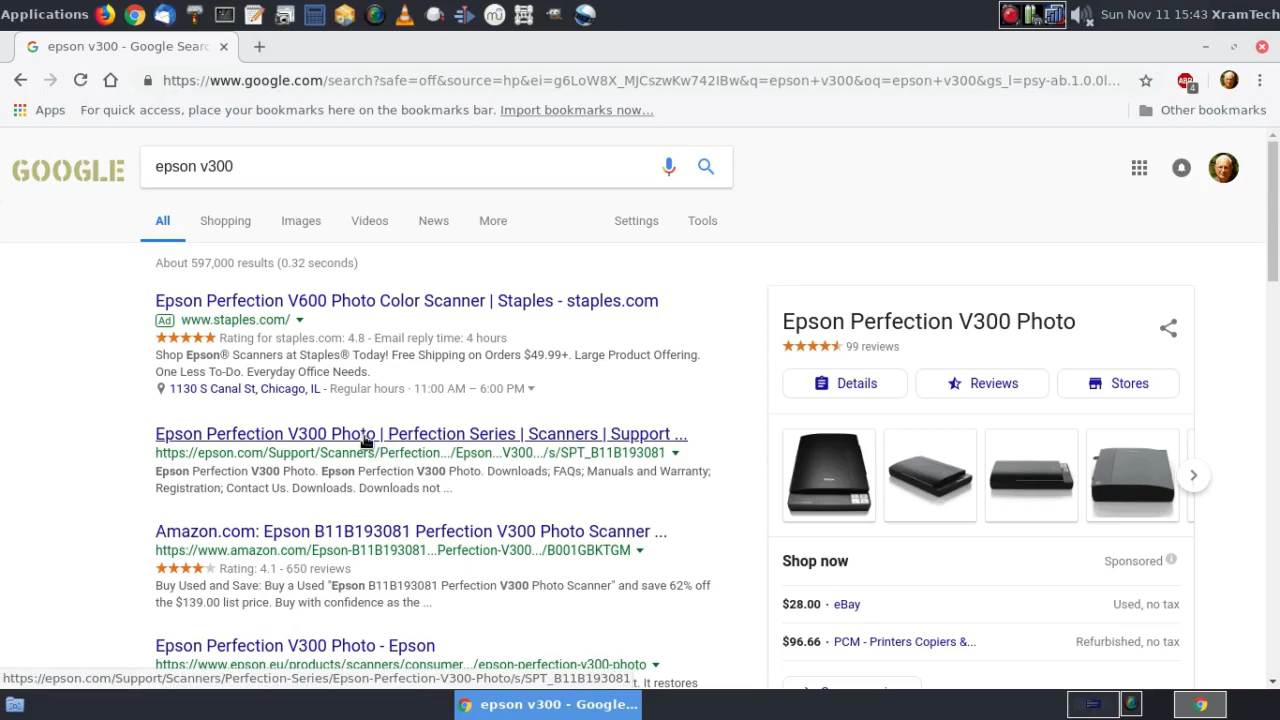 Applications
Sun Nov 11 15:43 XramTech
epson v300 - Google Searc
https://www.google.com/search?safe=off&source=hp&ei=g6LoW8X_MJCszwKw742IBw&q=epson+v300&oq=epson+v300&gs_l=psy-ab.1.0.0l...
ABP
4
Apps
For quick access, place your bookmarks here on the bookmarks bar. Import bookmarks now...
Other bookmarks
GOOGLE
epson v300
All
Shopping
Images
Videos
News
More
Settings
Tools
About 597,000 results (0.32 seconds)
Epson Perfection V600 Photo Color Scanner | Staples - staples.com
Ad www.staples.com/
Rating for staples.com: 4.8 - Email reply time: 4 hours
Shop Epson® Scanners at Staples® Today! Free Shipping on Orders $49.99+. Large Product Offering.
One Less To-Do. Everyday Office Needs.
1130 S Canal St, Chicago, IL - Regular hours · 11:00 AM – 6:00 PM
Epson Perfection V300 Photo | Perfection Series | Scanners | Support ...
https://epson.com/Support/Scanners/Perfection.../Epson...V300.../s/SPT_B11B193081
Epson Perfection V300 Photo. Epson Perfection V300 Photo. Downloads; FAQs; Manuals and Warranty;
Registration; Contact Us. Downloads. Downloads not ...
Amazon.com: Epson B11B193081 Perfection V300 Photo Scanner ...
https://www.amazon.com/Epson-B11B193081...Perfection-V300.../B001GBKTGM
Rating: 4.1 - 650 reviews
Buy Used and Save: Buy a Used "Epson B11B193081 Perfection V300 Photo Scanner" and save 62% off
the $139.00 list price. Buy with confidence as the ...
Epson Perfection V300 Photo - Epson
https://www.epson.eu/products/scanners/consumer.../epson-perfection-v300-photo
t. It restores
https://epson.com/Support/Scanners/Perfection-Series/Epson-Perfection-V300-Photo/s/SPT_B11B193081
Epson Perfection V300 Photo
99 reviews
Details
Reviews
Stores
Shop now
Sponsored
$28.00 · eBay
Used, no tax
$96.66 · PCM - Printers Copiers &...
Refurbished, no tax
epson v300 - Google...